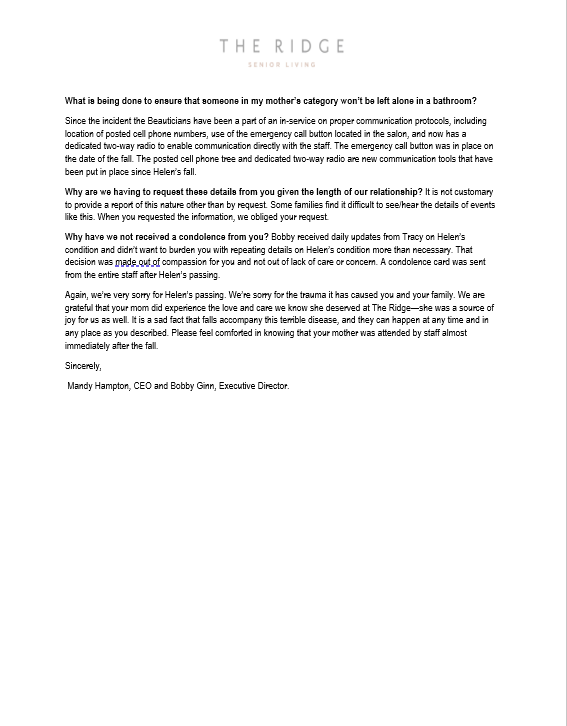 THE RIDGE
SENIOR LIVING
What is being done to ensure that someone in my mother's category won't be left alone in a bathroom?
Since the incident the Beauticians have been a part of an in-service on proper communication protocols, including
location of posted cell phone numbers, use of the emergency call button located in the salon, and now has a
dedicated two-way radio to enable communication directly with the staff. The emergency call button was in place on
the date of the fall. The posted cell phone tree and dedicated two-way radio are new communication tools that have
been put in place since Helen's fall.
Why are we having to request these details from you given the length of our relationship? It is not customary
to provide a report of this nature other than by request. Some families find it difficult to see/hear the details of events
like this. When you requested the information, we obliged your request.
Why have we not received a condolence from you? Bobby received daily updates from Tracy on Helen's
condition and didn't want to burden you with repeating details on Helen's condition more than necessary. That
decision was made out of compassion for you and not out of lack of care or concern. A condolence card was sent
from the entire staff after Helen's passing.
Again, we're very sorry for Helen's passing. We're sorry for the trauma it has caused you and your family. We are
grateful that your mom did experience the love and care we know she deserved at The Ridge—she was a source of
joy for us as well. It is a sad fact that falls accompany this terrible disease, and they can happen at any time and in
any place as you described. Please feel comforted in knowing that your mother was attended by staff almost
immediately after the fall.
Sincerely,
Mandy Hampton, CEO and Bobby Ginn, Executive Director.